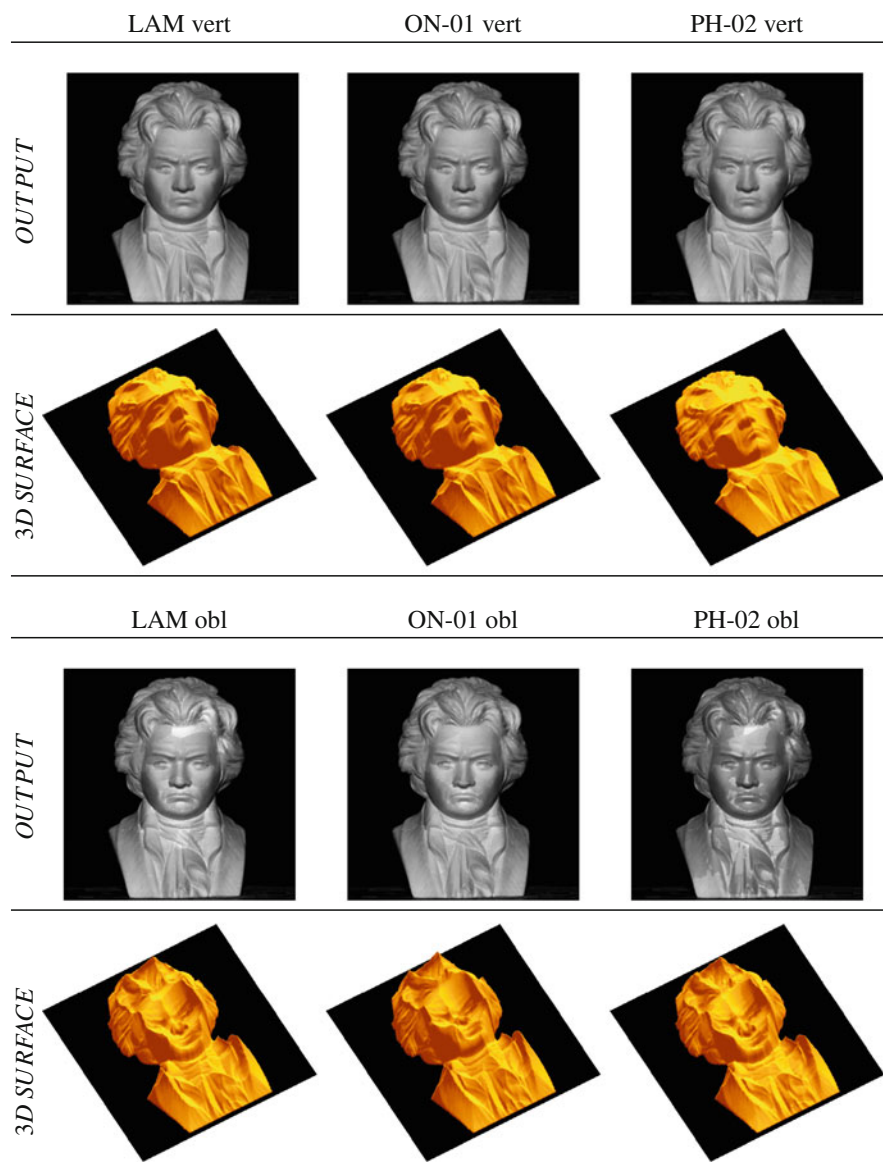 LAM vert ON-01 vert PH-02 vert
OUTPUT
3D SURFACE
LAM obl ON-01 obl PH-02 obl
OUTPUT
3D SURFACE